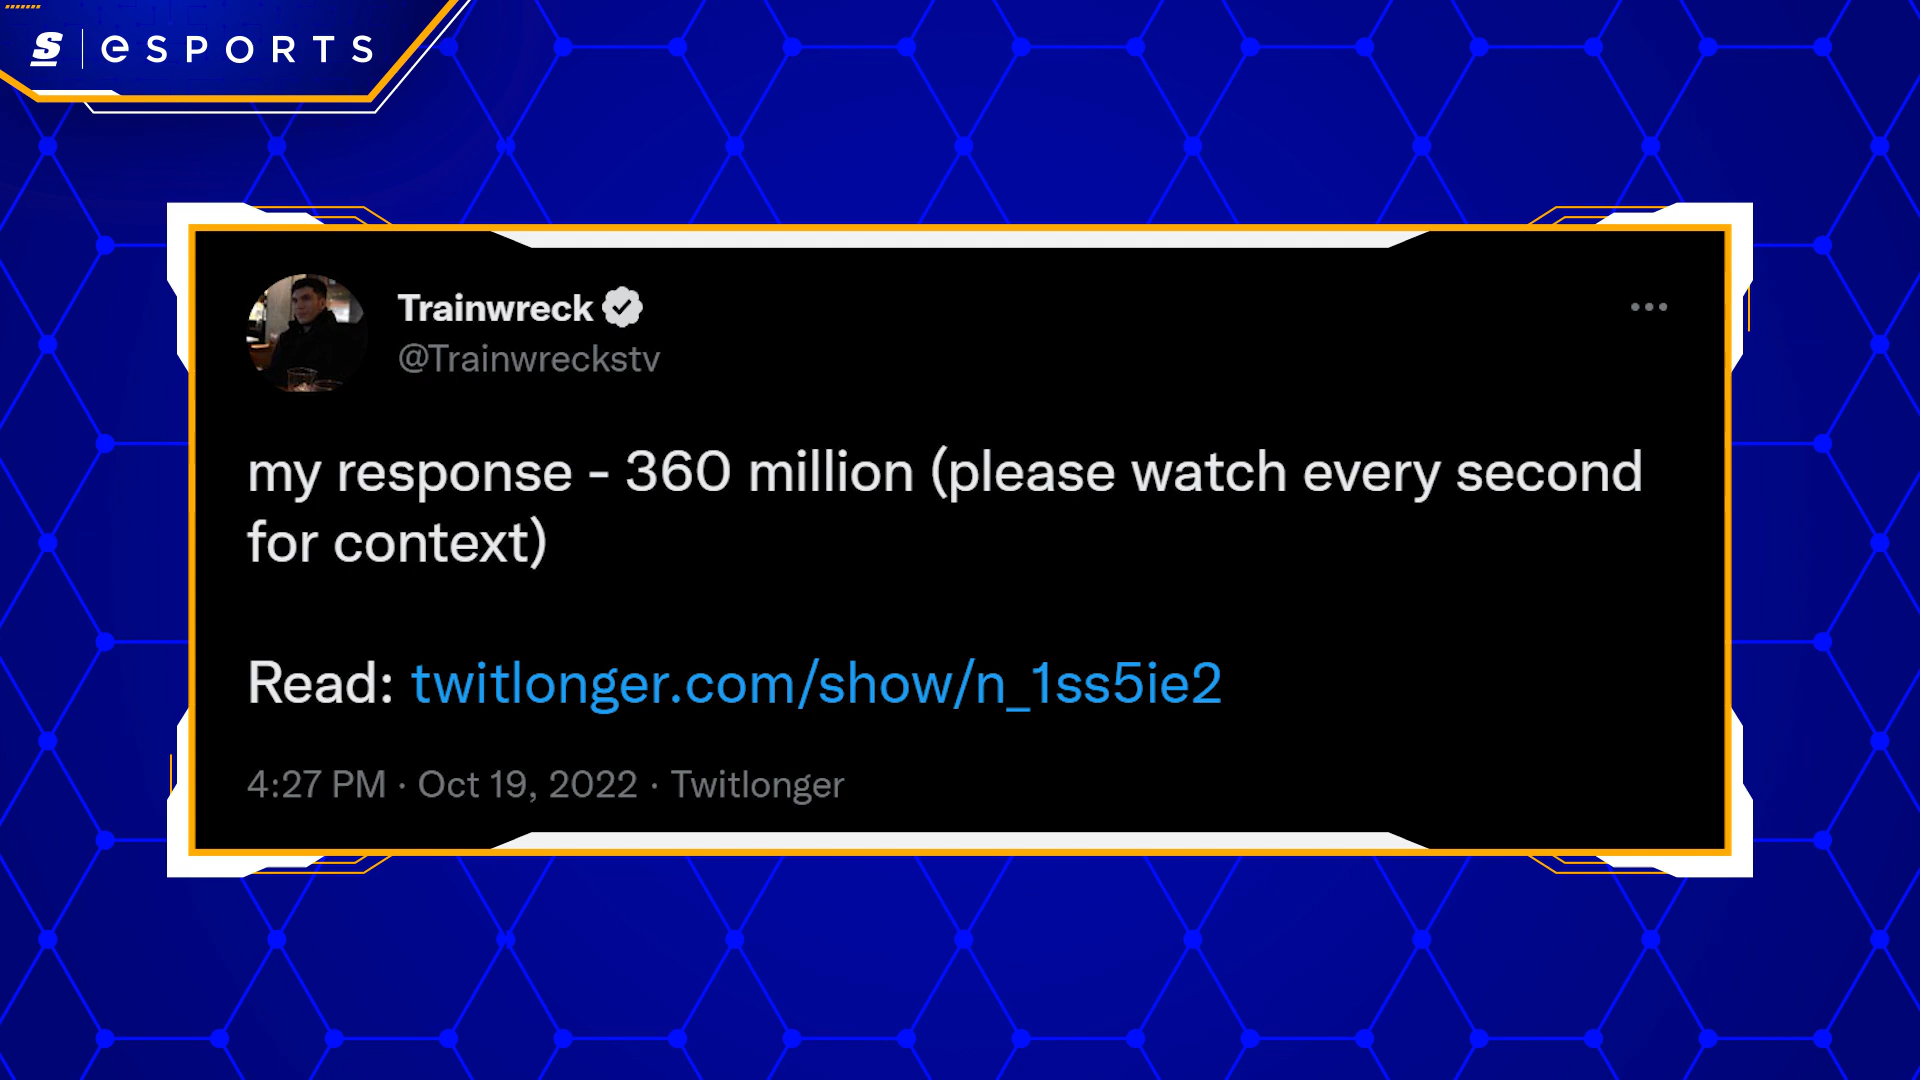 S | eSPORTS
Trainwreck
@Trainwreckstv
my response - 360 million (please watch every second
for context)
Read: twitlonger.com/show/n_1ss5ie2
4:27 PM · Oct 19, 2022 · Twitlonger